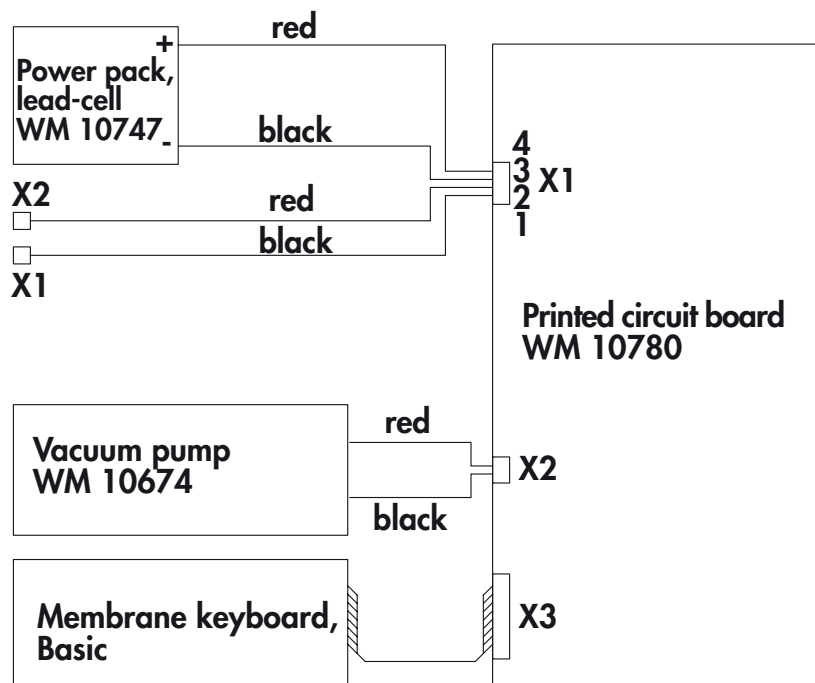 red
+
Power pack,
lead-cell
WM 10747
-
black
4
3
2
1
X1
X2
red
black
X1
Printed circuit board
WM 10780
red
Vacuum pump
WM 10674
X2
black
Membrane keyboard,
Basic
X3